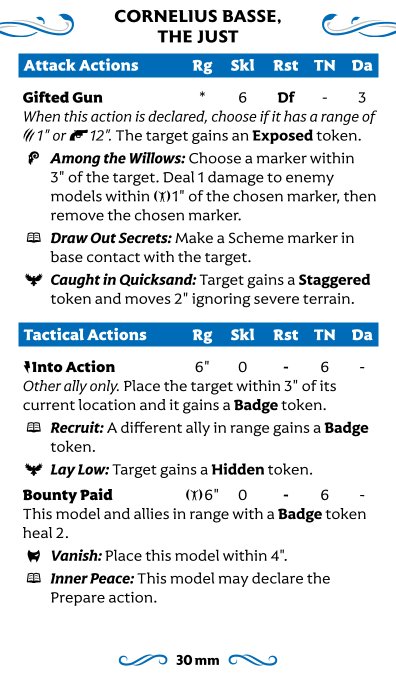 CORNELIUS BASSE,
THE JUST
Attack Actions Rg Skl Rst TN Da
Gifted Gun * 6 Df - 3
When this action is declared, choose if it has a range of
1" or 12". The target gains an Exposed token.
Among the Willows: Choose a marker within
3" of the target. Deal 1 damage to enemy
models within 1" of the chosen marker, then
remove the chosen marker.
Draw Out Secrets: Make a Scheme marker in
base contact with the target.
Caught in Quicksand: Target gains a Staggered
token and moves 2" ignoring severe terrain.
Tactical Actions Rg Skl Rst TN Da
Into Action 6" 0 - 6 -
Other ally only. Place the target within 3" of its
current location and it gains a Badge token.
Recruit: A different ally in range gains a Badge
token.
Lay Low: Target gains a Hidden token.
Bounty Paid 6" 0 - 6 -
This model and allies in range with a Badge token
heal 2.
Vanish: Place this model within 4".
Inner Peace: This model may declare the
Prepare action.
30 mm